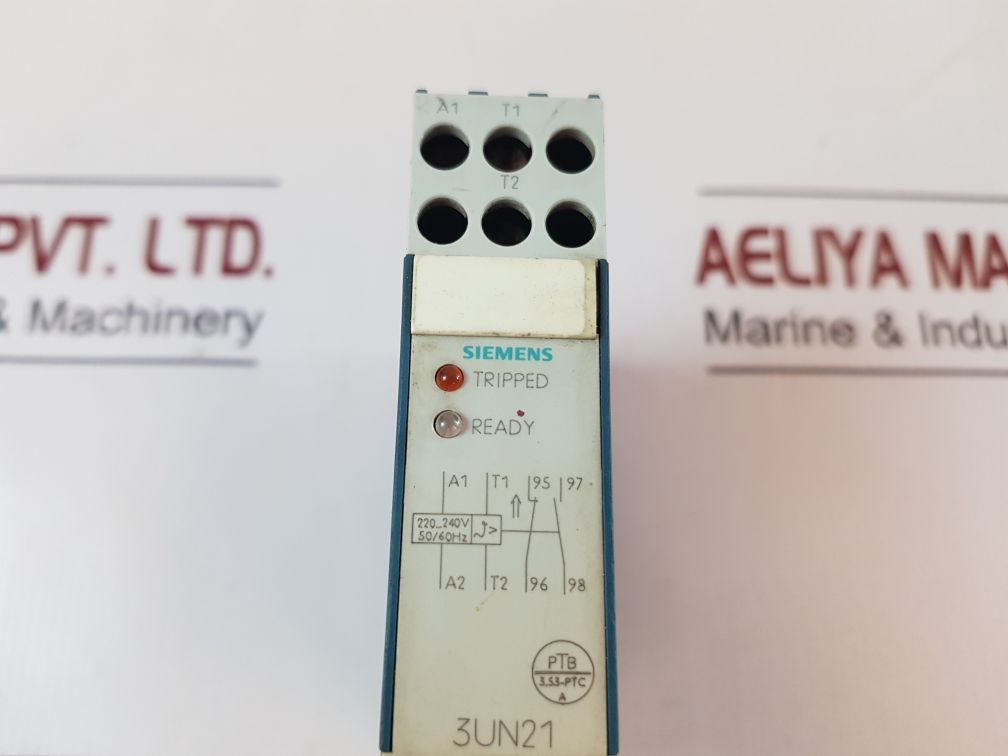 A1 T1
T2
PVT. LTD.
& Machinery
AELIYA MA
Marine & Indu
SIEMENS
TRIPPED
READY
A1 T1 95 97
220...240V
50/60Hz
>
A2 T2 96 98
PTB
3.53-PTC
A
3UN21